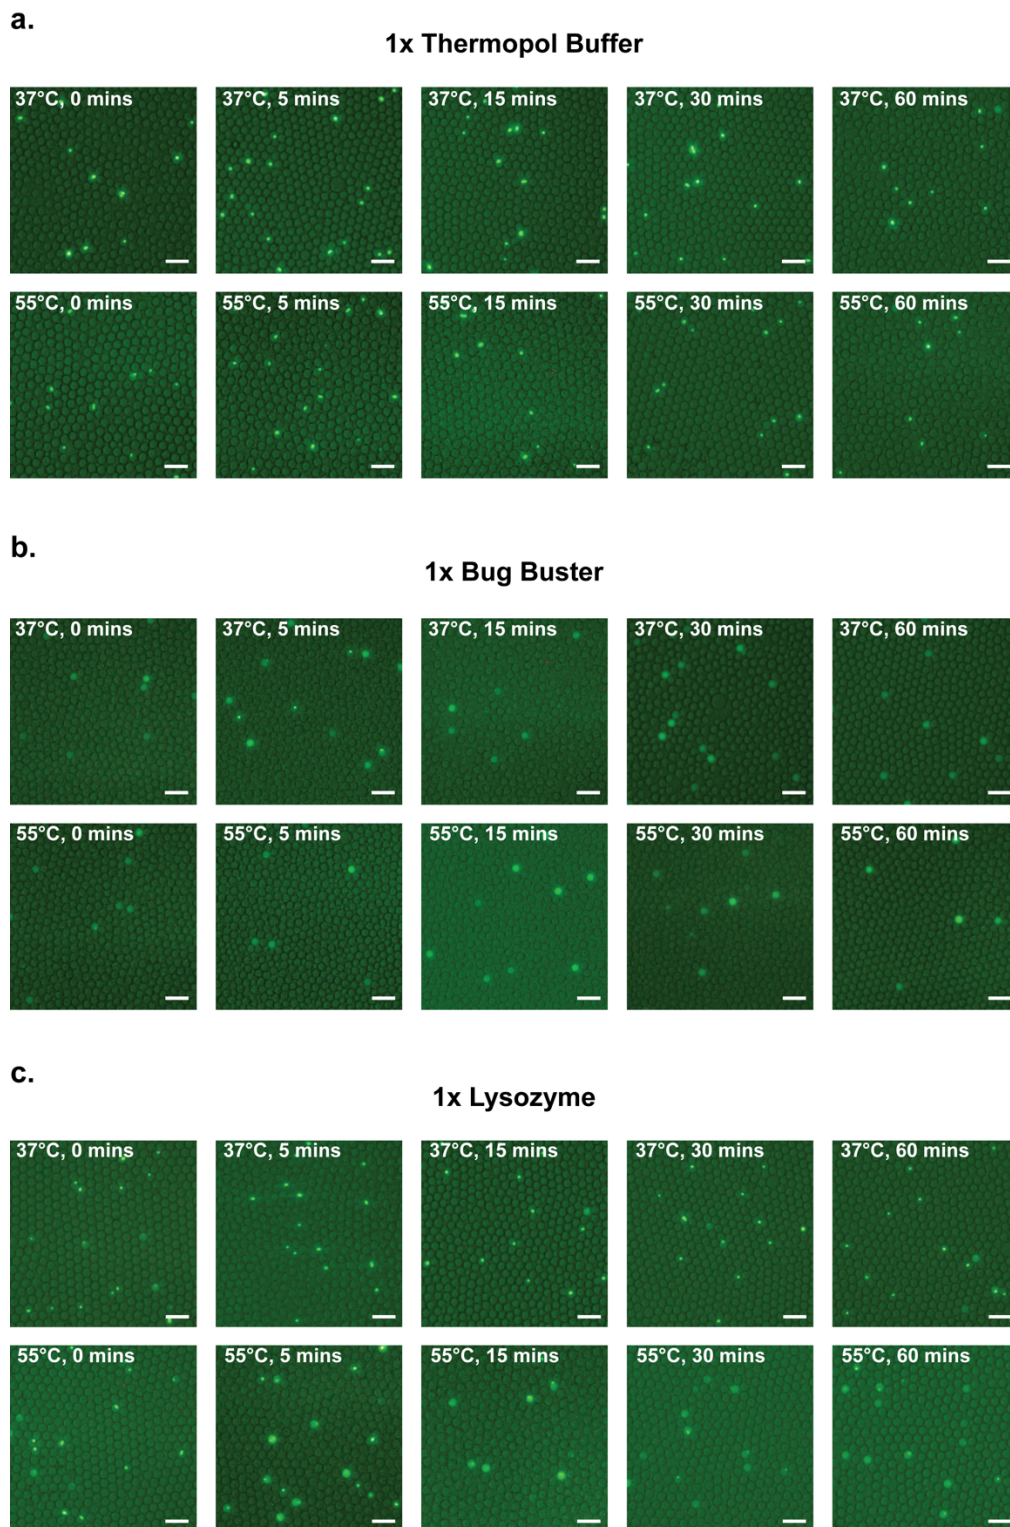 a.
1x Thermopol Buffer
37°C, 0 mins
37°C, 5 mins
37°C, 15 mins
37°C, 30 mins
37°C, 60 mins
55°C, 0 mins
55°C, 5 mins
55°C, 15 mins
55°C, 30 mins
55°C, 60 mins
b.
1x Bug Buster
37°C, 0 mins
37°C, 5 mins
37°C, 15 mins
37°C, 30 mins
37°C, 60 mins
55°C, 0 mins
55°C, 5 mins
55°C, 15 mins
55°C, 30 mins
55°C, 60 mins
c.
1x Lysozyme
37°C, 0 mins
37°C, 5 mins
37°C, 15 mins
37°C, 30 mins
37°C, 60 mins
55°C, 0 mins
55°C, 5 mins
55°C, 15 mins
55°C, 30 mins
55°C, 60 mins